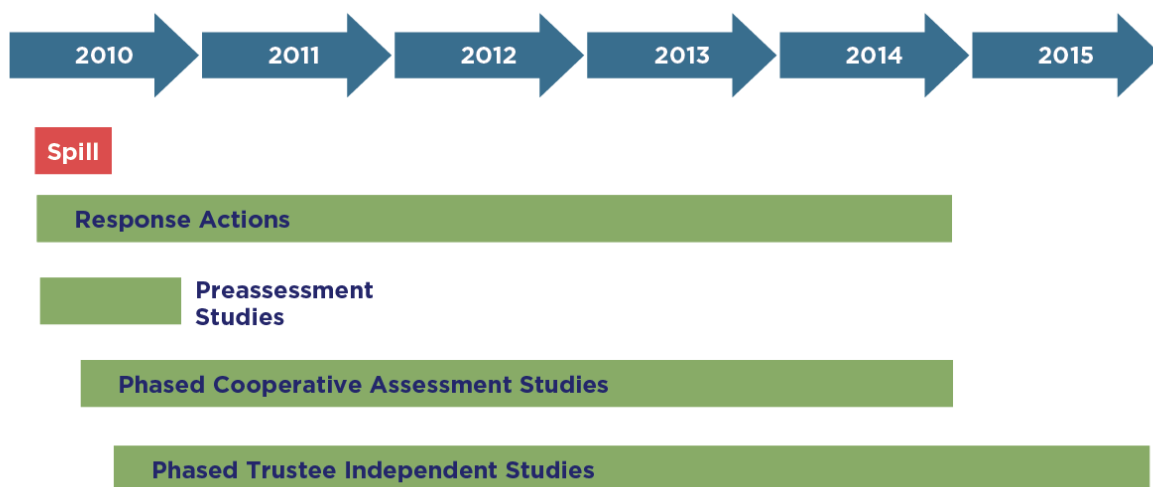 2010 2011 2012 2013 2014 2015
Spill
Response Actions
Preassessment
Studies
Phased Cooperative Assessment Studies
Phased Trustee Independent Studies